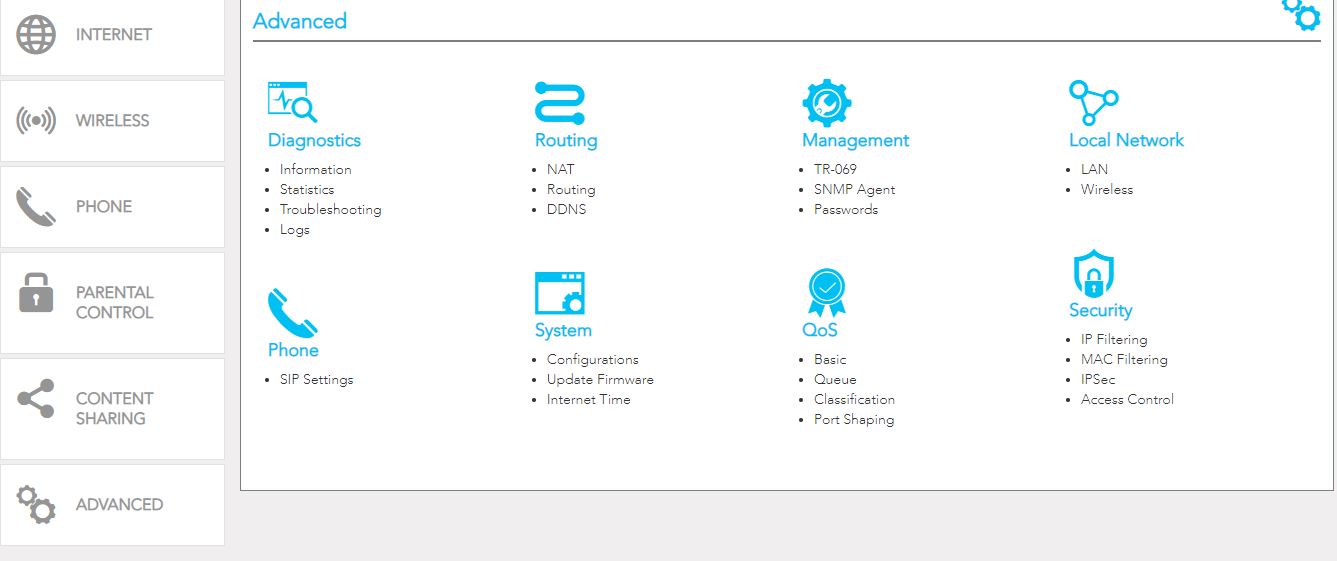 INTERNET
WIRELESS
PHONE
PARENTAL
CONTROL
CONTENT
SHARING
ADVANCED
Advanced
Diagnostics
Information
Statistics
Troubleshooting
Logs
Routing
NAT
Routing
DDNS
Management
TR-069
SNMP Agent
Passwords
Local Network
LAN
Wireless
Phone
SIP Settings
System
Configurations
Update Firmware
Internet Time
QoS
Basic
Queue
Classification
Port Shaping
Security
IP Filtering
MAC Filtering
IPSec
Access Control